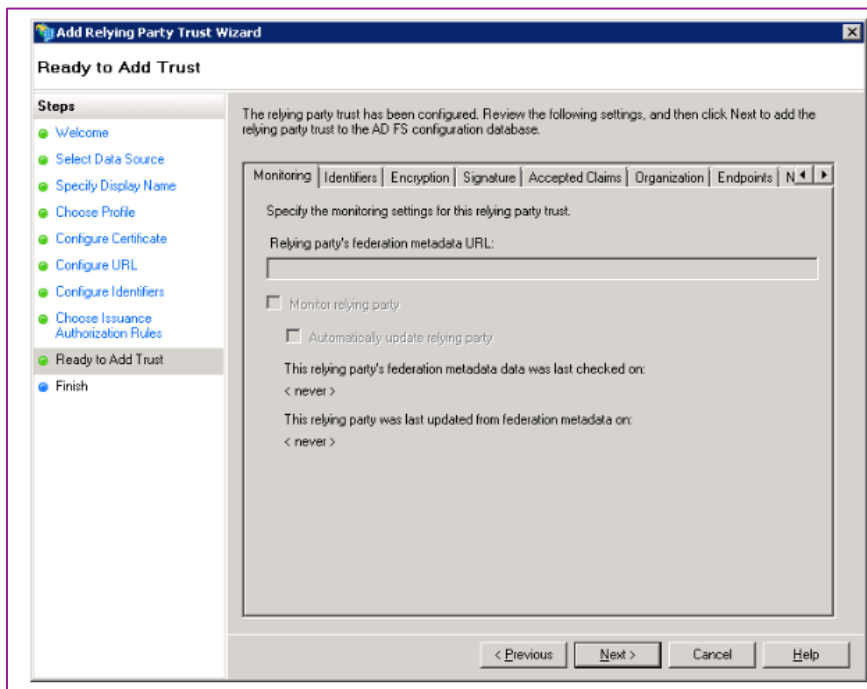 Add Relying Party Trust Wizard
Ready to Add Trust
Steps
Welcome
Select Data Source
Specify Display Name
Choose Profile
Configure Certificate
Configure URL
Configure Identifiers
Choose Issuance
Authorization Rules
Ready to Add Trust
Finish
The relying party trust has been configured. Review the following settings, and then click Next to add the
relying party trust to the AD FS configuration database.
Monitoring Identifiers Encryption Signature Accepted Claims Organization Endpoints N
Specify the monitoring settings for this relying party trust.
Relying party's federation metadata URL:
Monitor relying party
Automatically update relying party
This relying party's federation metadata data was last checked on:
< never >
This relying party was last updated from federation metadata on:
< never >
< Previous Next > Cancel Help